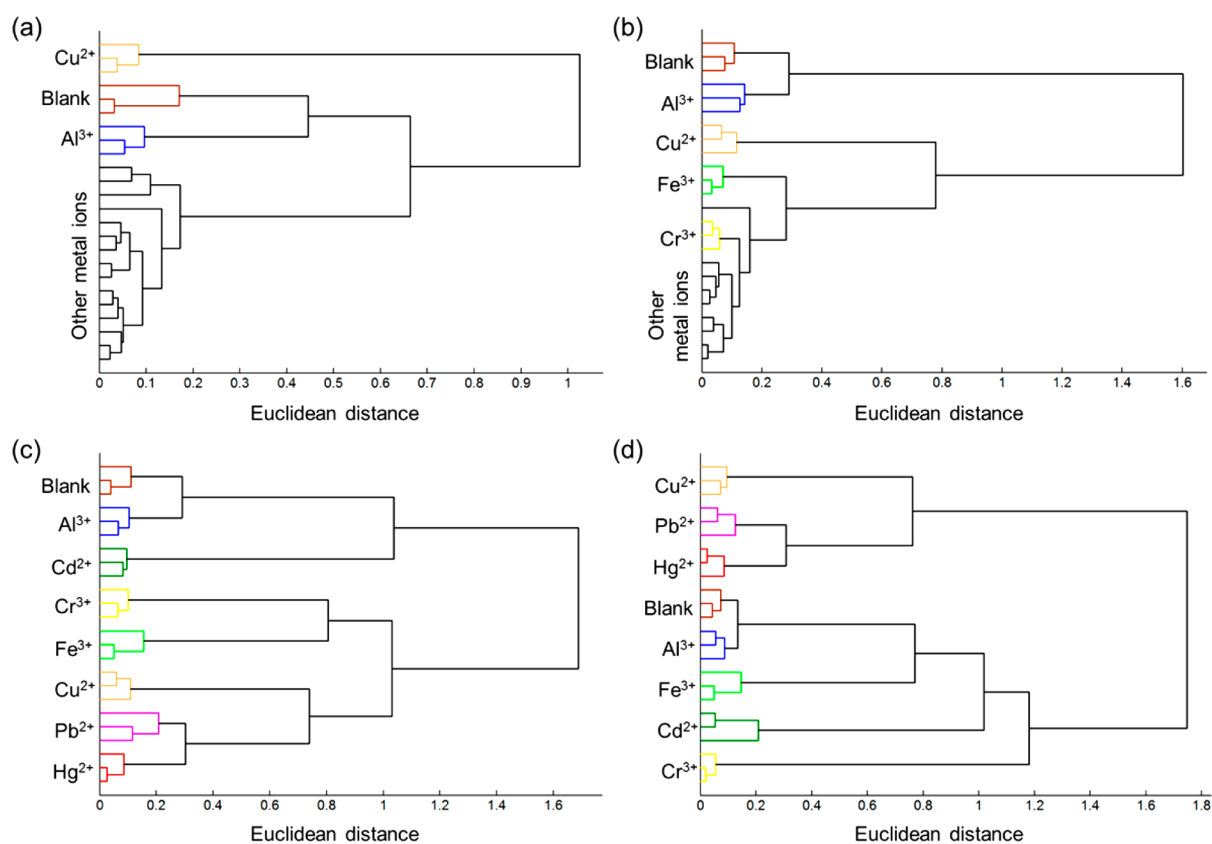 (a)
Cu²⁺
Blank
Al³⁺
Other metal ions
0 0.1 0.2 0.3 0.4 0.5 0.6 0.7 0.8 0.9 1
Euclidean distance
(b)
Blank
Al³⁺
Cu²⁺
Fe³⁺
Cr³⁺
Other
metal ions
0 0.2 0.4 0.6 0.8 1 1.2 1.4 1.6
Euclidean distance
(c)
Blank
Al³⁺
Cd²⁺
Cr³⁺
Fe³⁺
Cu²⁺
Pb²⁺
Hg²⁺
0 0.2 0.4 0.6 0.8 1 1.2 1.4 1.6
Euclidean distance
(d)
Cu²⁺
Pb²⁺
Hg²⁺
Blank
Al³⁺
Fe³⁺
Cd²⁺
Cr³⁺
0 0.2 0.4 0.6 0.8 1 1.2 1.4 1.6 1.8
Euclidean distance